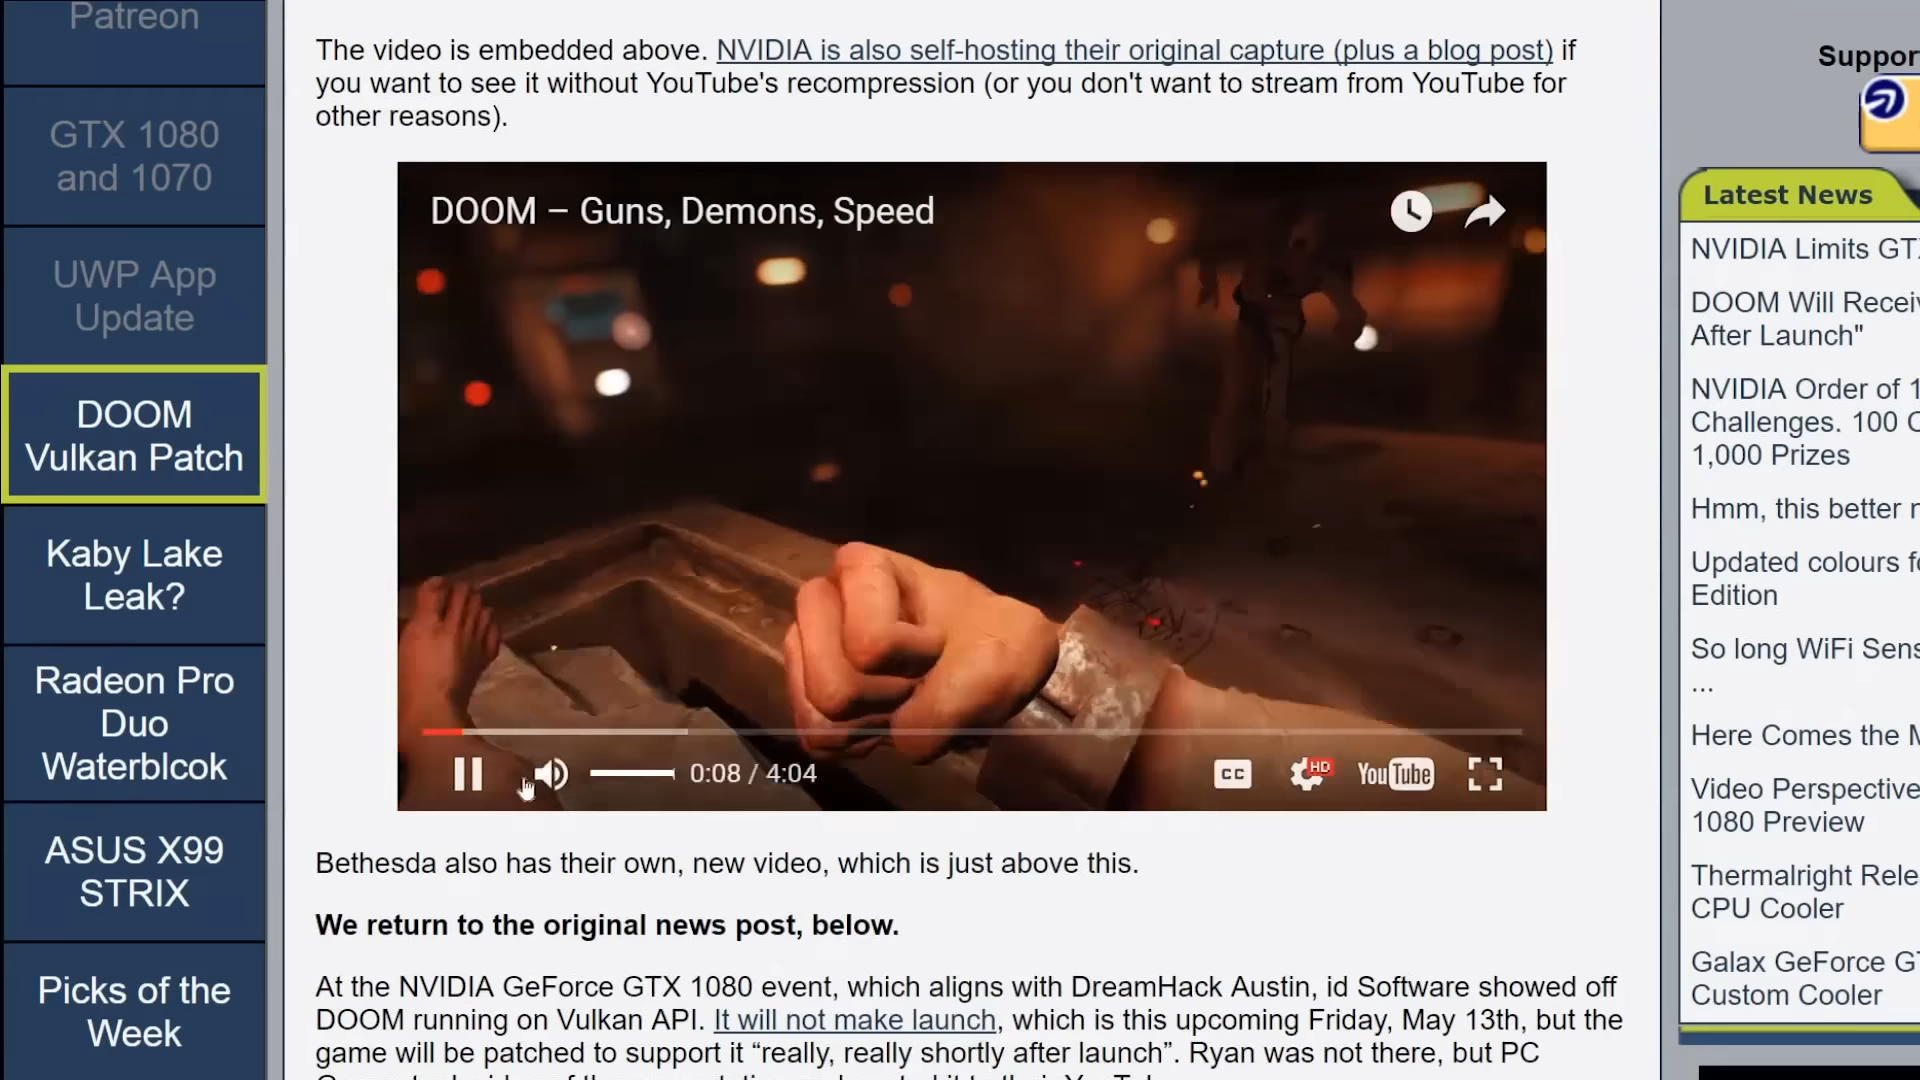 Patreon
GTX 1080
and 1070
UWP App
Update
DOOM
Vulkan Patch
Kaby Lake
Leak?
Radeon Pro
Duo
Waterblcok
ASUS X99
STRIX
Picks of the
Week
The video is embedded above. NVIDIA is also self-hosting their original capture (plus a blog post) if
you want to see it without YouTube's recompression (or you don't want to stream from YouTube for
other reasons).
DOOM – Guns, Demons, Speed
0:08 / 4:04
CC
HD
YouTube
Bethesda also has their own, new video, which is just above this.
We return to the original news post, below.
At the NVIDIA GeForce GTX 1080 event, which aligns with DreamHack Austin, id Software showed off
DOOM running on Vulkan API. It will not make launch, which is this upcoming Friday, May 13th, but the
game will be patched to support it “really, really shortly after launch”. Ryan was not there, but PC
Suppor
Latest News
NVIDIA Limits GT
DOOM Will Recei
After Launch"
NVIDIA Order of 1
Challenges. 100
1,000 Prizes
Hmm, this better
Updated colours f
Edition
So long WiFi Sens
...
Here Comes the
Video Perspective
1080 Preview
Thermalright Rele
CPU Cooler
Galax GeForce G
Custom Cooler